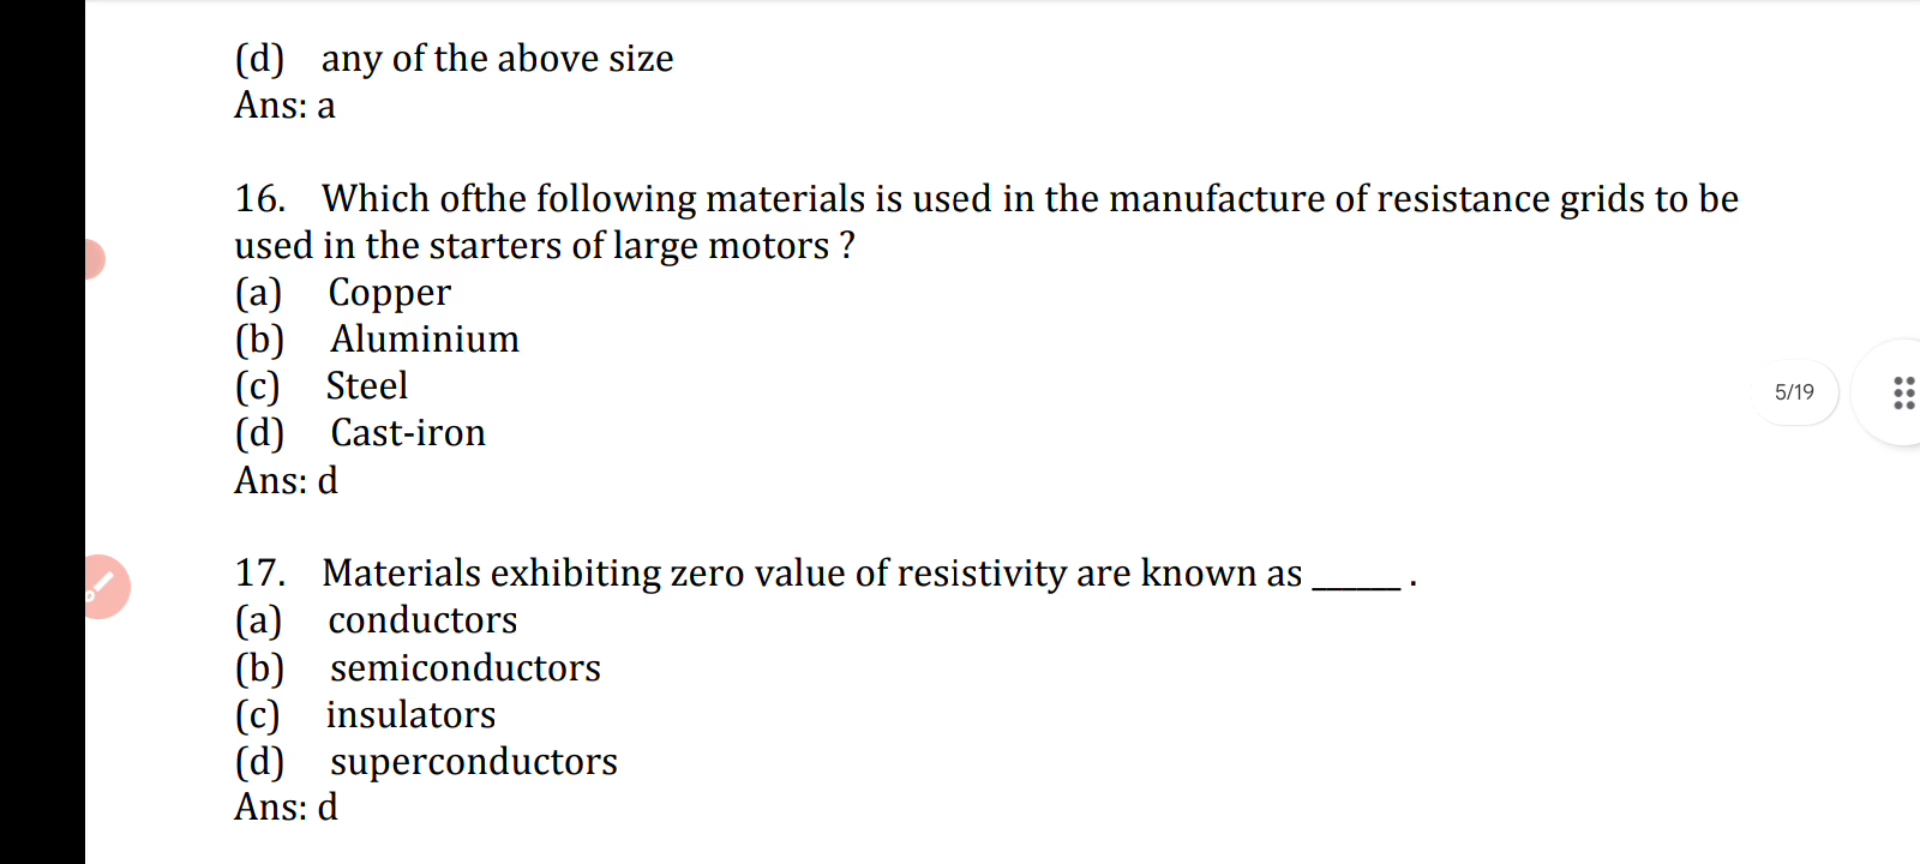 (d) any of the above size
Ans: a
16. Which ofthe following materials is used in the manufacture of resistance grids to be
used in the starters of large motors ?
(a) Copper
(b) Aluminium
(c) Steel
(d) Cast-iron
Ans: d
5/19
17. Materials exhibiting zero value of resistivity are known as ______ .
(a) conductors
(b) semiconductors
(c) insulators
(d) superconductors
Ans: d